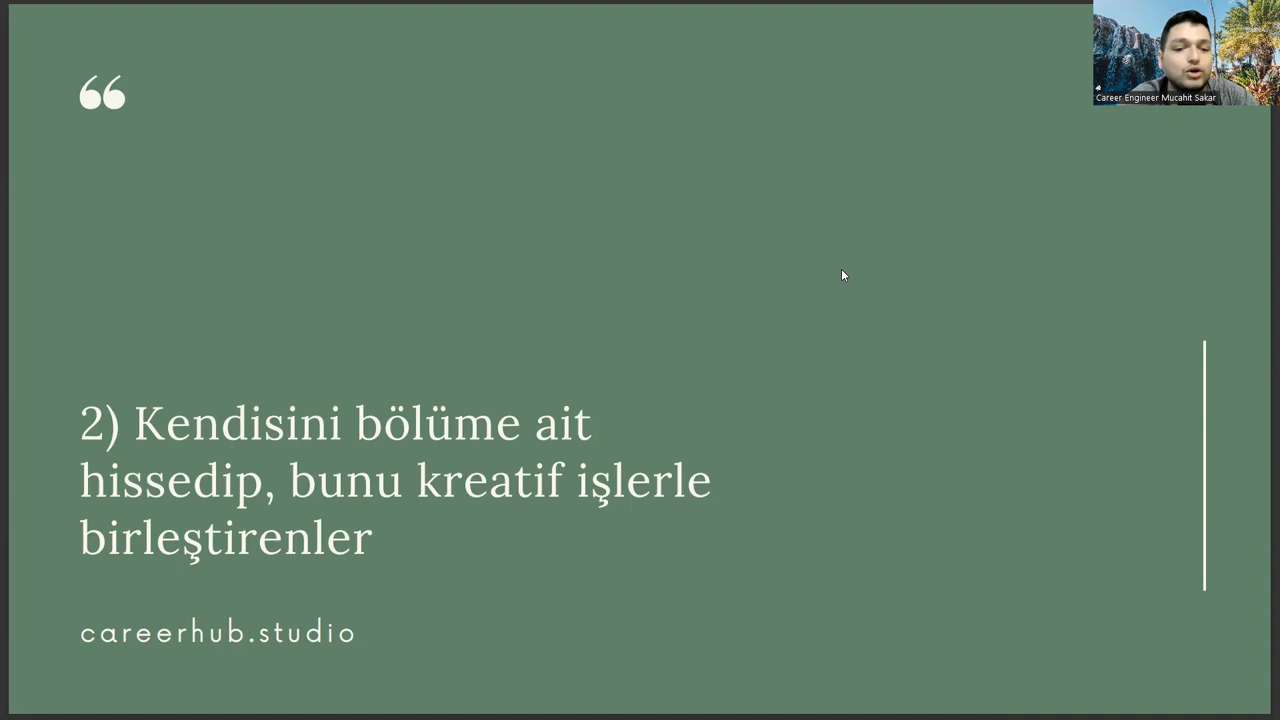 Career Engineer Mucahit Sakar
2) Kendisini bölüme ait
hissedip, bunu kreatif işlerle
birleştirenler
careerhub.studio